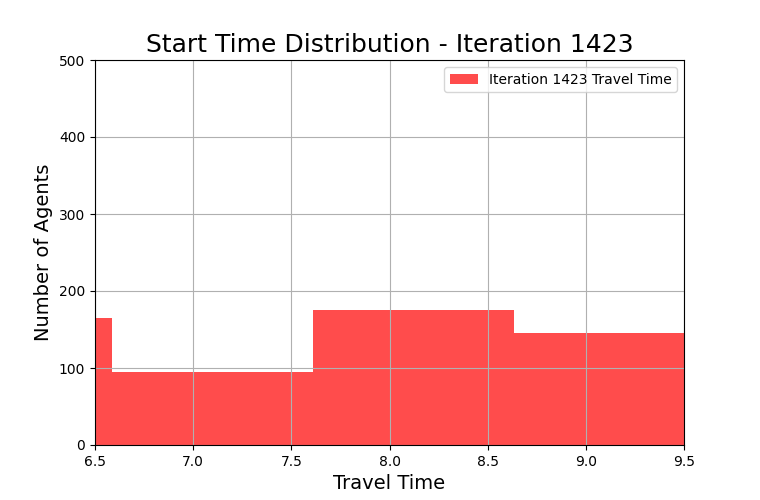 Start Time Distribution - Iteration 1423
Iteration 1423 Travel Time
Number of Agents
500
400
300
200
100
0
6.5 7.0 7.5 8.0 8.5 9.0 9.5
Travel Time